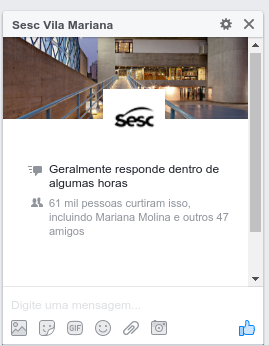 Sesc Vila Mariana
Sesc
Geralmente responde dentro de
algumas horas
61 mil pessoas curtiram isso,
incluindo Mariana Molina e outros 47
amigos
Digite uma mensagem...
GIF